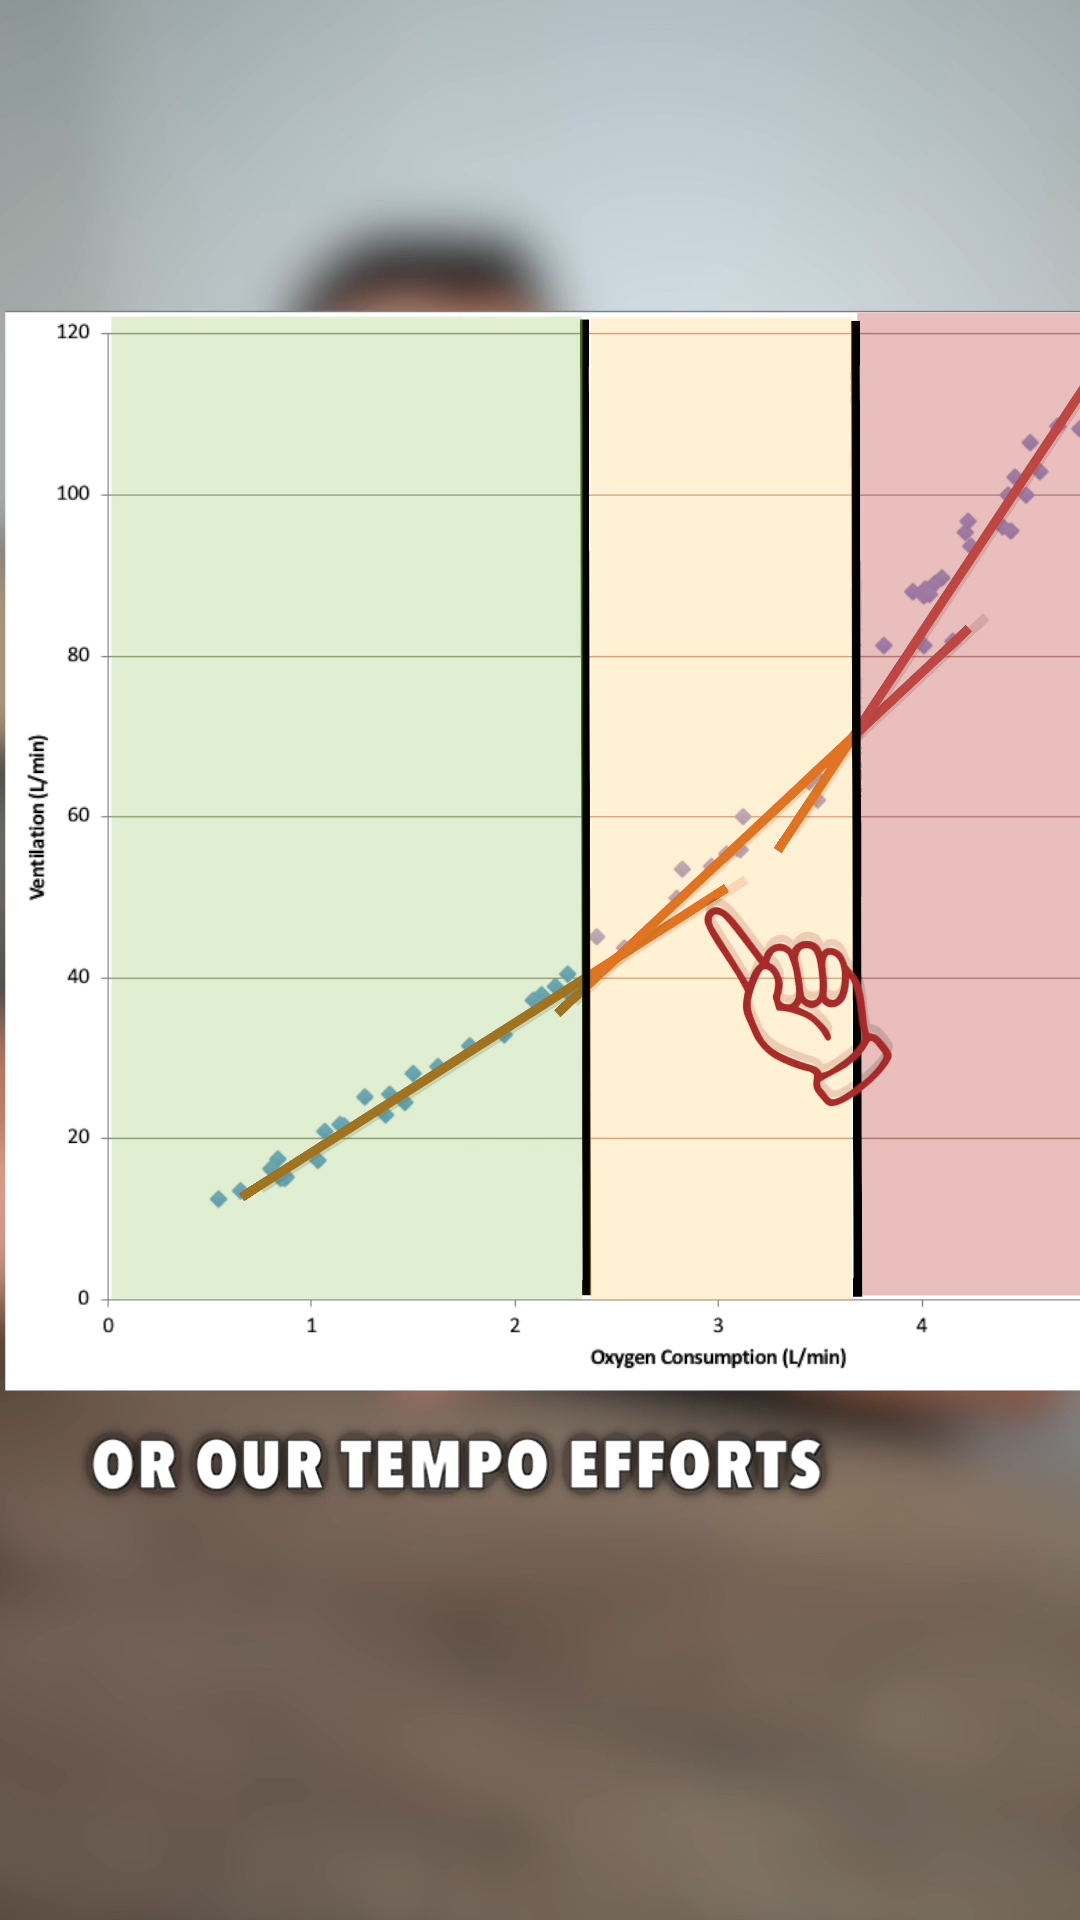 120
100
80
60
40
20
0
Ventilation (L/min)
0 1 2 3 4
Oxygen Consumption (L/min)
OR OUR TEMPO EFFORTS